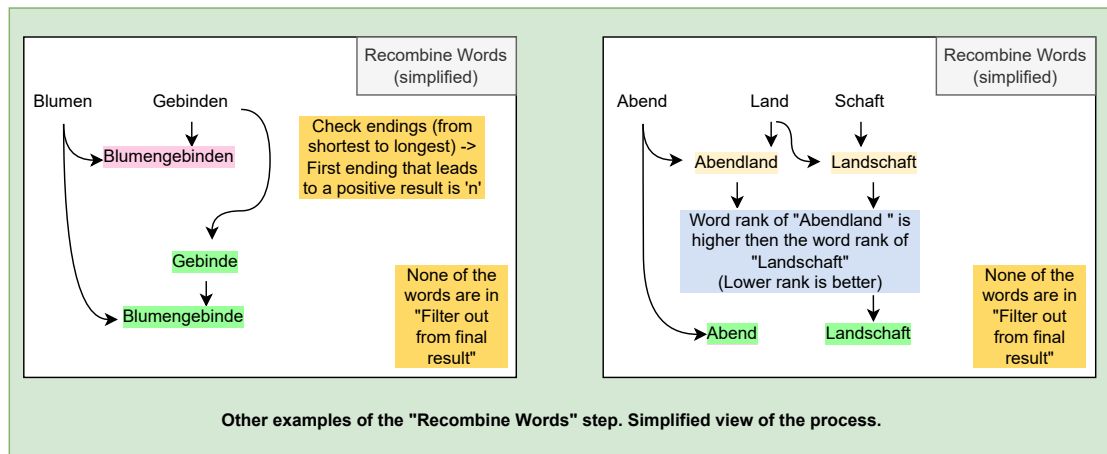 Recombine Words
(simplified)
Blumen
Gebinden
Check endings (from
shortest to longest) ->
First ending that leads
to a positive result is 'n'
Blumengebinden
Gebinde
None of the
words are in
"Filter out
from final
result"
Blumengebinde
Recombine Words
(simplified)
Abend
Land
Schaft
Abendland
Landschaft
Word rank of "Abendland " is
higher then the word rank of
"Landschaft"
(Lower rank is better)
None of the
words are in
"Filter out
from final
result"
Abend
Landschaft
Other examples of the "Recombine Words" step. Simplified view of the process.